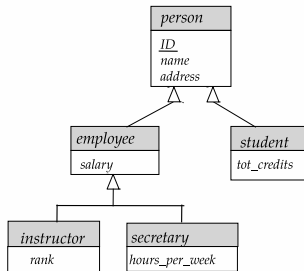 person
ID
name
address
employee
salary
student
tot_credits
instructor
rank
secretary
hours_per_week